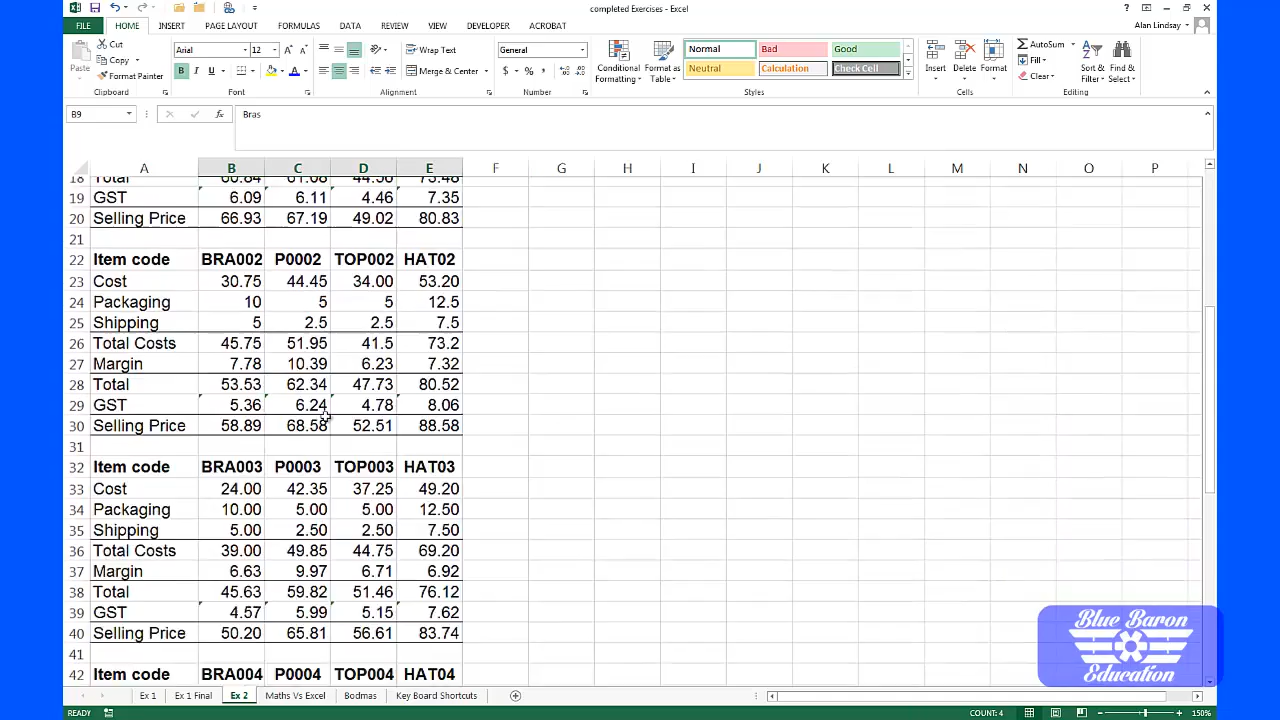 completed Exercises - Excel
FILE HOME INSERT PAGE LAYOUT FORMULAS DATA REVIEW VIEW DEVELOPER ACROBAT Alan Lindsay
Cut Arial 12 Wrap Text General Normal Bad Good AutoSum
Copy Fill
Paste Format Painter B I U A Merge & Center $ % , Conditional Formatting Format as Table Neutral Calculation Check Cell Insert Delete Format Clear Sort & Filter Find & Select
Clipboard Font Alignment Number Styles Cells Editing
B9 fx Bras
A B C D E F G H I J K L M N O P
18 Total 60.84 61.08 44.56 73.48
19 GST 6.09 6.11 4.46 7.35
20 Selling Price 66.93 67.19 49.02 80.83
21
22 Item code BRA002 P0002 TOP002 HAT02
23 Cost 30.75 44.45 34.00 53.20
24 Packaging 10 5 5 12.5
25 Shipping 5 2.5 2.5 7.5
26 Total Costs 45.75 51.95 41.5 73.2
27 Margin 7.78 10.39 6.23 7.32
28 Total 53.53 62.34 47.73 80.52
29 GST 5.36 6.24 4.78 8.06
30 Selling Price 58.89 68.58 52.51 88.58
31
32 Item code BRA003 P0003 TOP003 HAT03
33 Cost 24.00 42.35 37.25 49.20
34 Packaging 10.00 5.00 5.00 12.50
35 Shipping 5.00 2.50 2.50 7.50
36 Total Costs 39.00 49.85 44.75 69.20
37 Margin 6.63 9.97 6.71 6.92
38 Total 45.63 59.82 51.46 76.12
39 GST 4.57 5.99 5.15 7.62
40 Selling Price 50.20 65.81 56.61 83.74
41
42 Item code BRA004 P0004 TOP004 HAT04
Blue Baron
Education
Ex 1 Ex 1 Final Ex 2 Maths Vs Excel Bodmas Key Board Shortcuts
READY COUNT: 4 150%